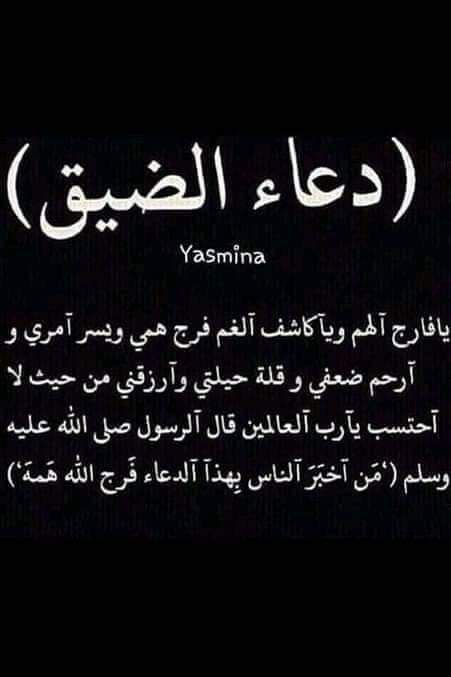 (دعاء الضيق)
Yasmina
يافارج آلهم ويآكاشف آلغم فرج همي ويسر آمري و
آرحم ضعفي و قلة حيلتي وآرزقني من حيث لا
آحتسب يآرب آلعالمين قال آلرسول صلى الله عليه
وسلم (‘مَن آخبَرَ آلناس بِهذآ آلدعاء فَرج الله هَمهَ‘)